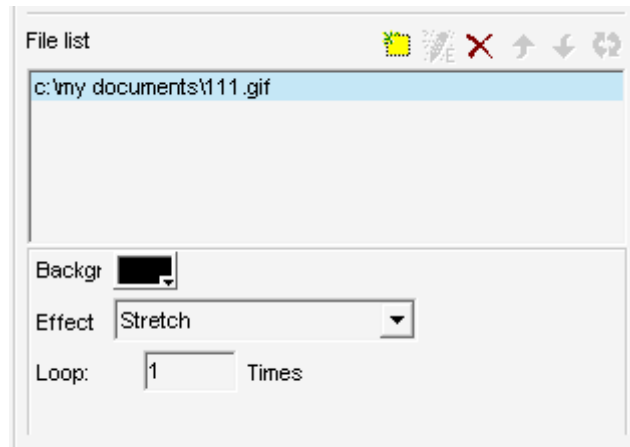 File list
E
c:\my documents\111.gif
Backgr
Effect Stretch
Loop: 1 Times